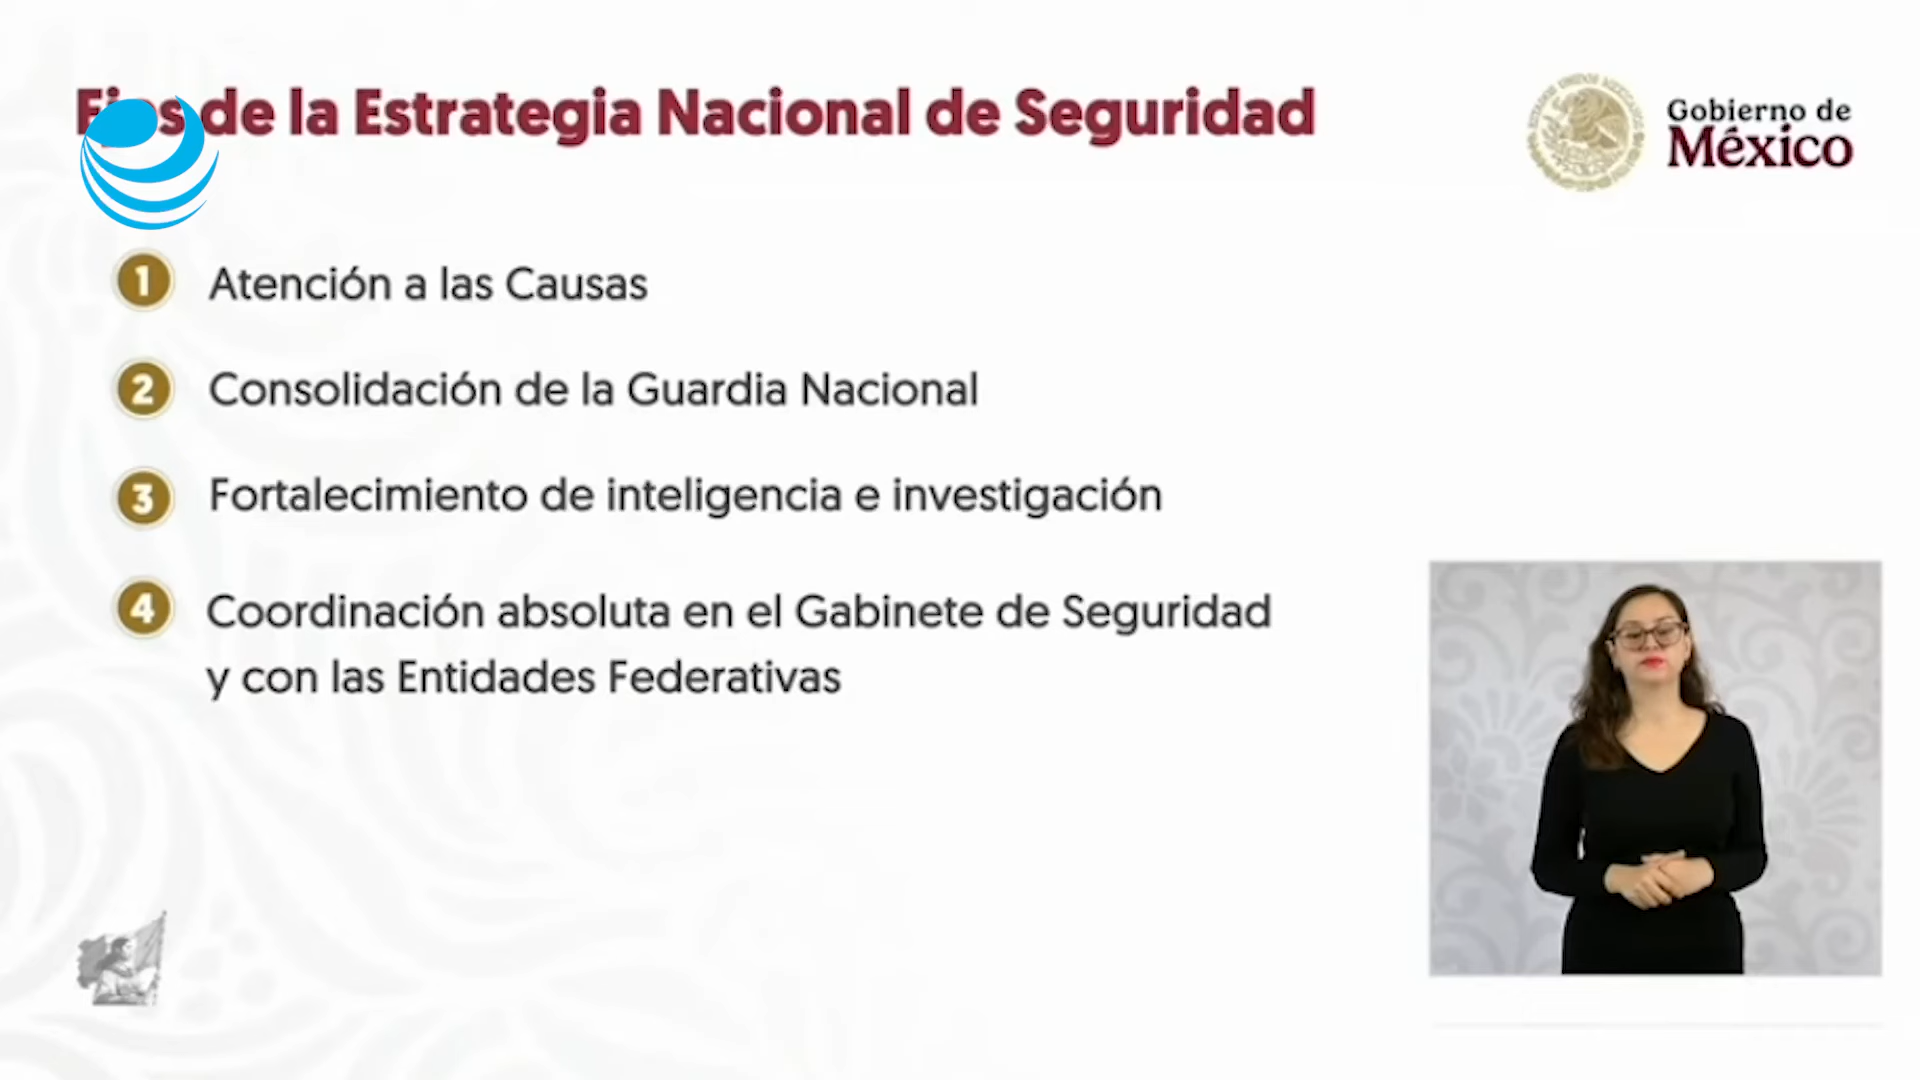 de la Estrategia Nacional de Seguridad
Gobierno de
México
1 Atención a las Causas
2 Consolidación de la Guardia Nacional
3 Fortalecimiento de inteligencia e investigación
4 Coordinación absoluta en el Gabinete de Seguridad
y con las Entidades Federativas